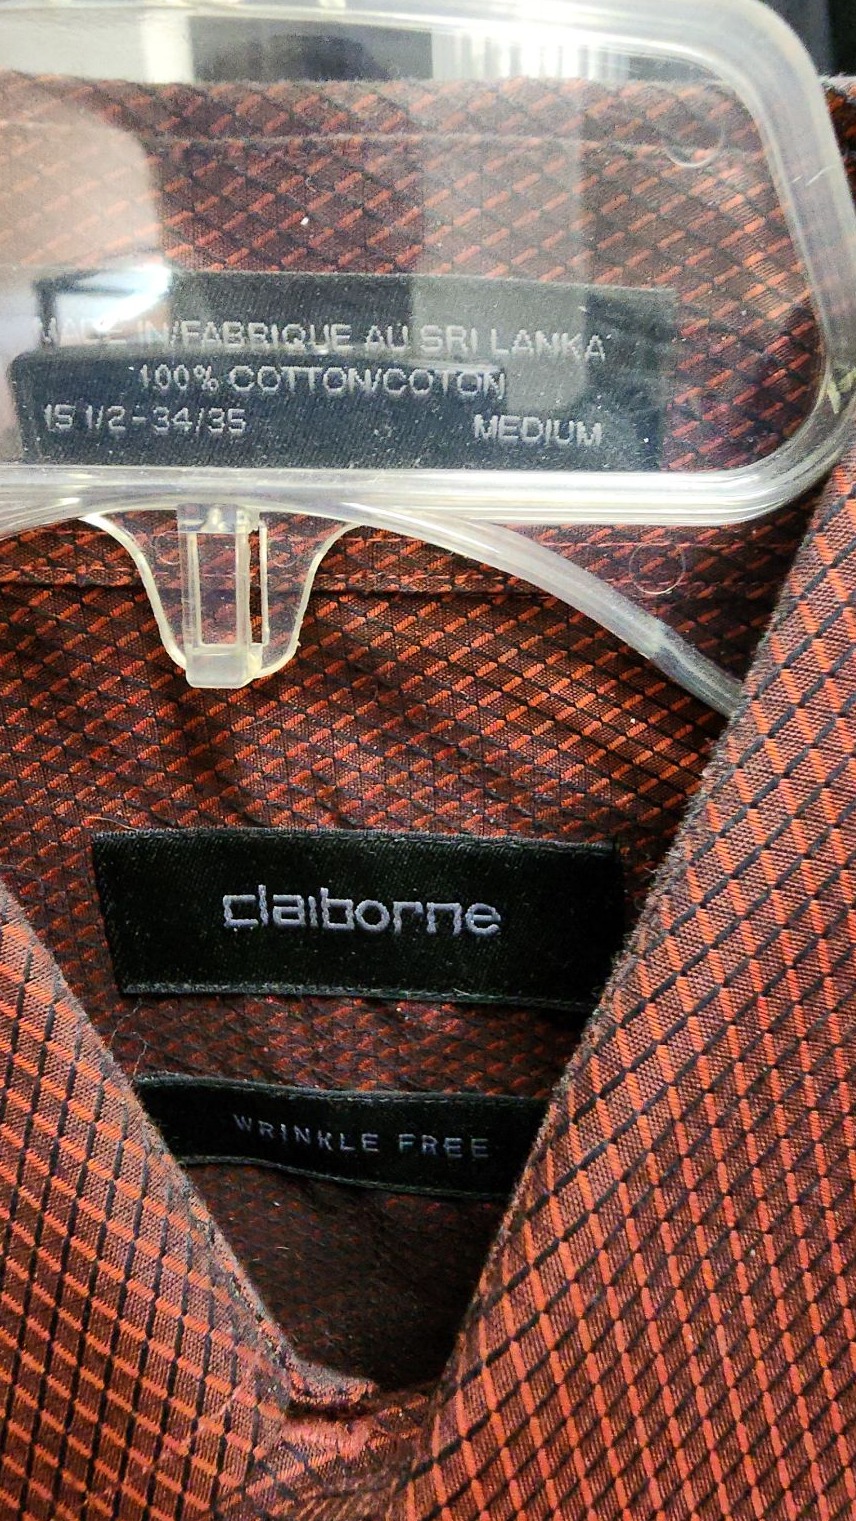 MADE IN/FABRIQUE AU SRI LANKA
100% COTTON/COTON
15 1/2-34/35 MEDIUM
claiborne
WRINKLE FREE